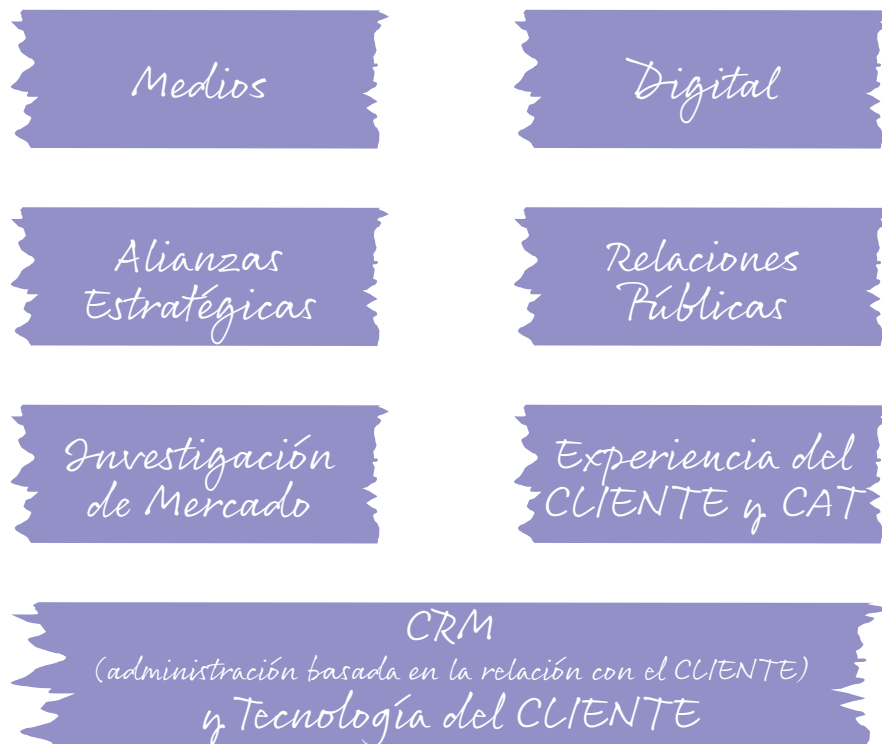 Medios
Digital
Alianzas
Estratégicas
Relaciones
Públicas
Investigación
de Mercado
Experiencia del
CLIENTE y CAT
CRM
(administración basada en la relación con el CLIENTE)
y Tecnología del CLIENTE